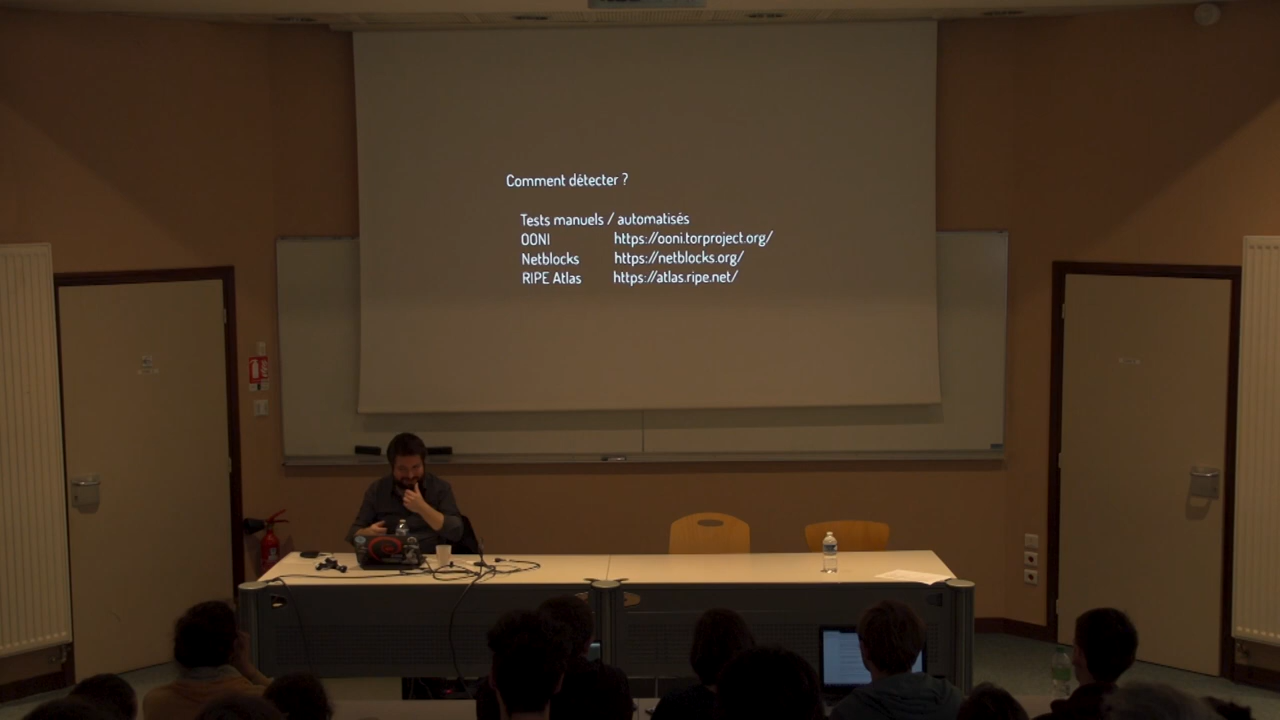 Comment détecter ?
Tests manuels / automatisés
OONI https://ooni.torproject.org/
Netblocks https://netblocks.org/
RIPE Atlas https://atlas.ripe.net/